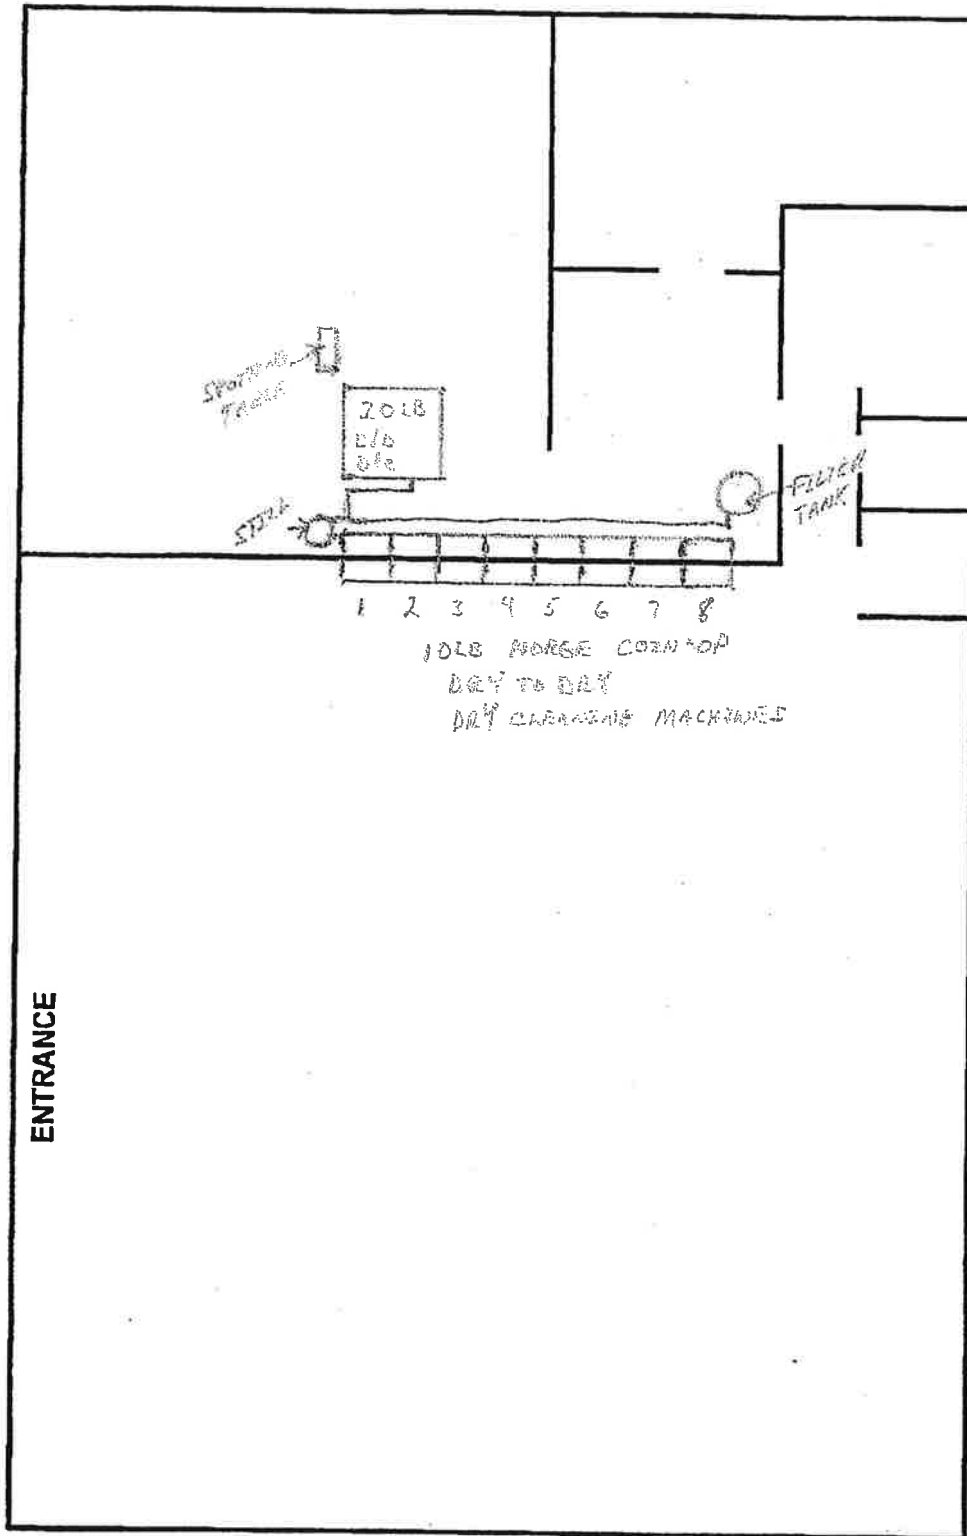 SPOTTING
TABLE
20LB
STILL
FILTER
TANK
1 2 3 4 5 6 7 8
10LB NORGE COIN-OP
DRY TO DRY
DRY CLEANING MACHINES
ENTRANCE